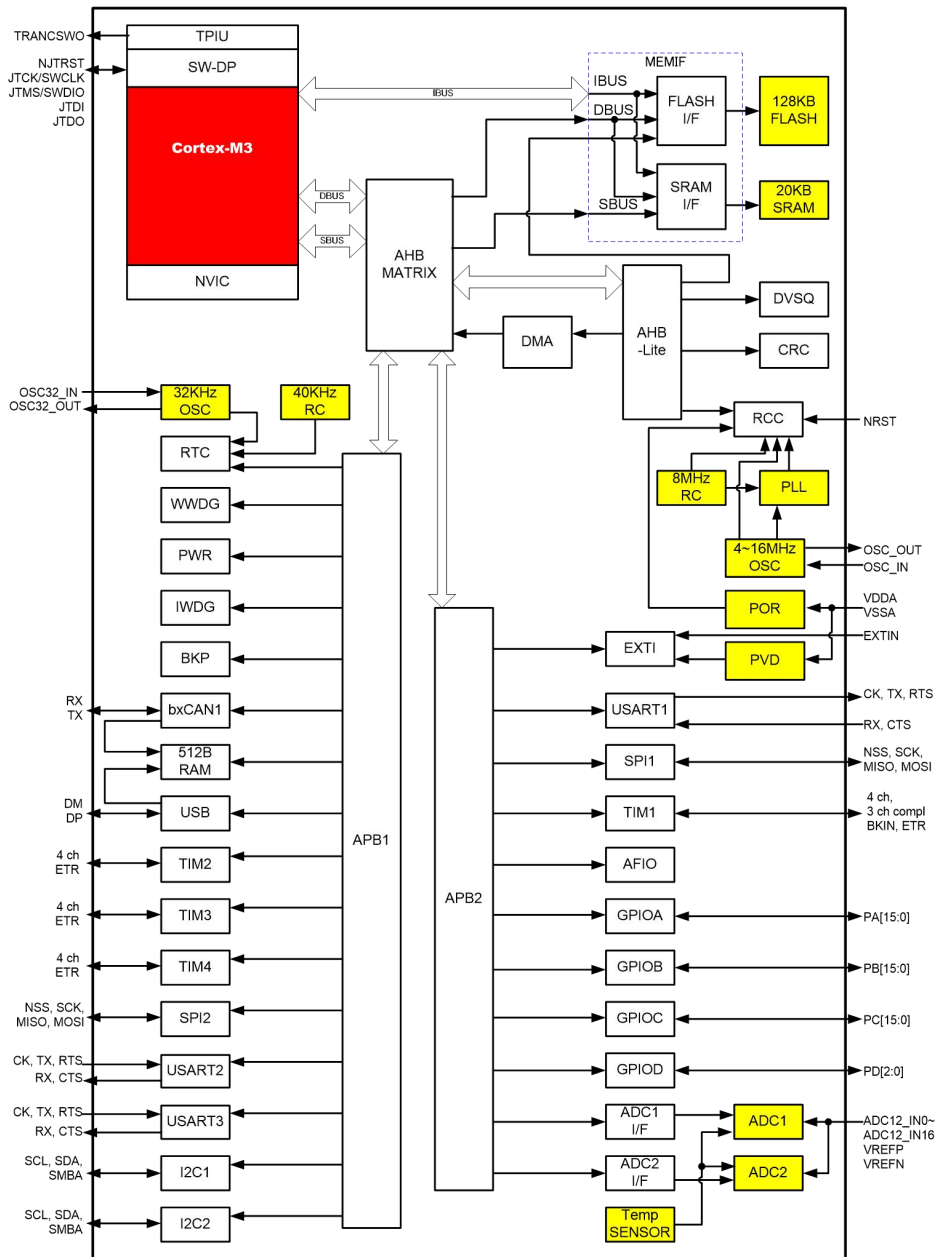 TRANCSWO
TPIU
NJTRST
JTCK/SWCLK
JTMS/SWDIO
JTDI
JTDO
SW-DP
Cortex-M3
NVIC
IBUS
DBUS
SBUS
AHB
MATRIX
MEMIF
IBUS
DBUS
SBUS
FLASH
I/F
128KB
FLASH
SRAM
I/F
20KB
SRAM
DMA
AHB
-Lite
DVSQ
CRC
OSC32_IN
OSC32_OUT
32KHz
OSC
40KHz
RC
RTC
WWDG
PWR
IWDG
BKP
RX
TX
bxCAN1
512B
RAM
DM
DP
USB
4 ch
ETR
TIM2
4 ch
ETR
TIM3
4 ch
ETR
TIM4
NSS, SCK,
MISO, MOSI
SPI2
CK, TX, RTS
RX, CTS
USART2
CK, TX, RTS
RX, CTS
USART3
SCL, SDA,
SMBA
I2C1
SCL, SDA,
SMBA
I2C2
APB1
APB2
RCC
NRST
8MHz
RC
PLL
4~16MHz
OSC
OSC_OUT
OSC_IN
POR
VDDA
VSSA
EXTI
EXTIN
PVD
USART1
CK, TX, RTS
RX, CTS
SPI1
NSS, SCK,
MISO, MOSI
TIM1
4 ch,
3 ch compl
BKIN, ETR
AFIO
GPIOA
PA[15:0]
GPIOB
PB[15:0]
GPIOC
PC[15:0]
GPIOD
PD[2:0]
ADC1
I/F
ADC1
ADC12_IN0~
ADC12_IN16
VREFP
VREFN
ADC2
I/F
ADC2
Temp
SENSOR